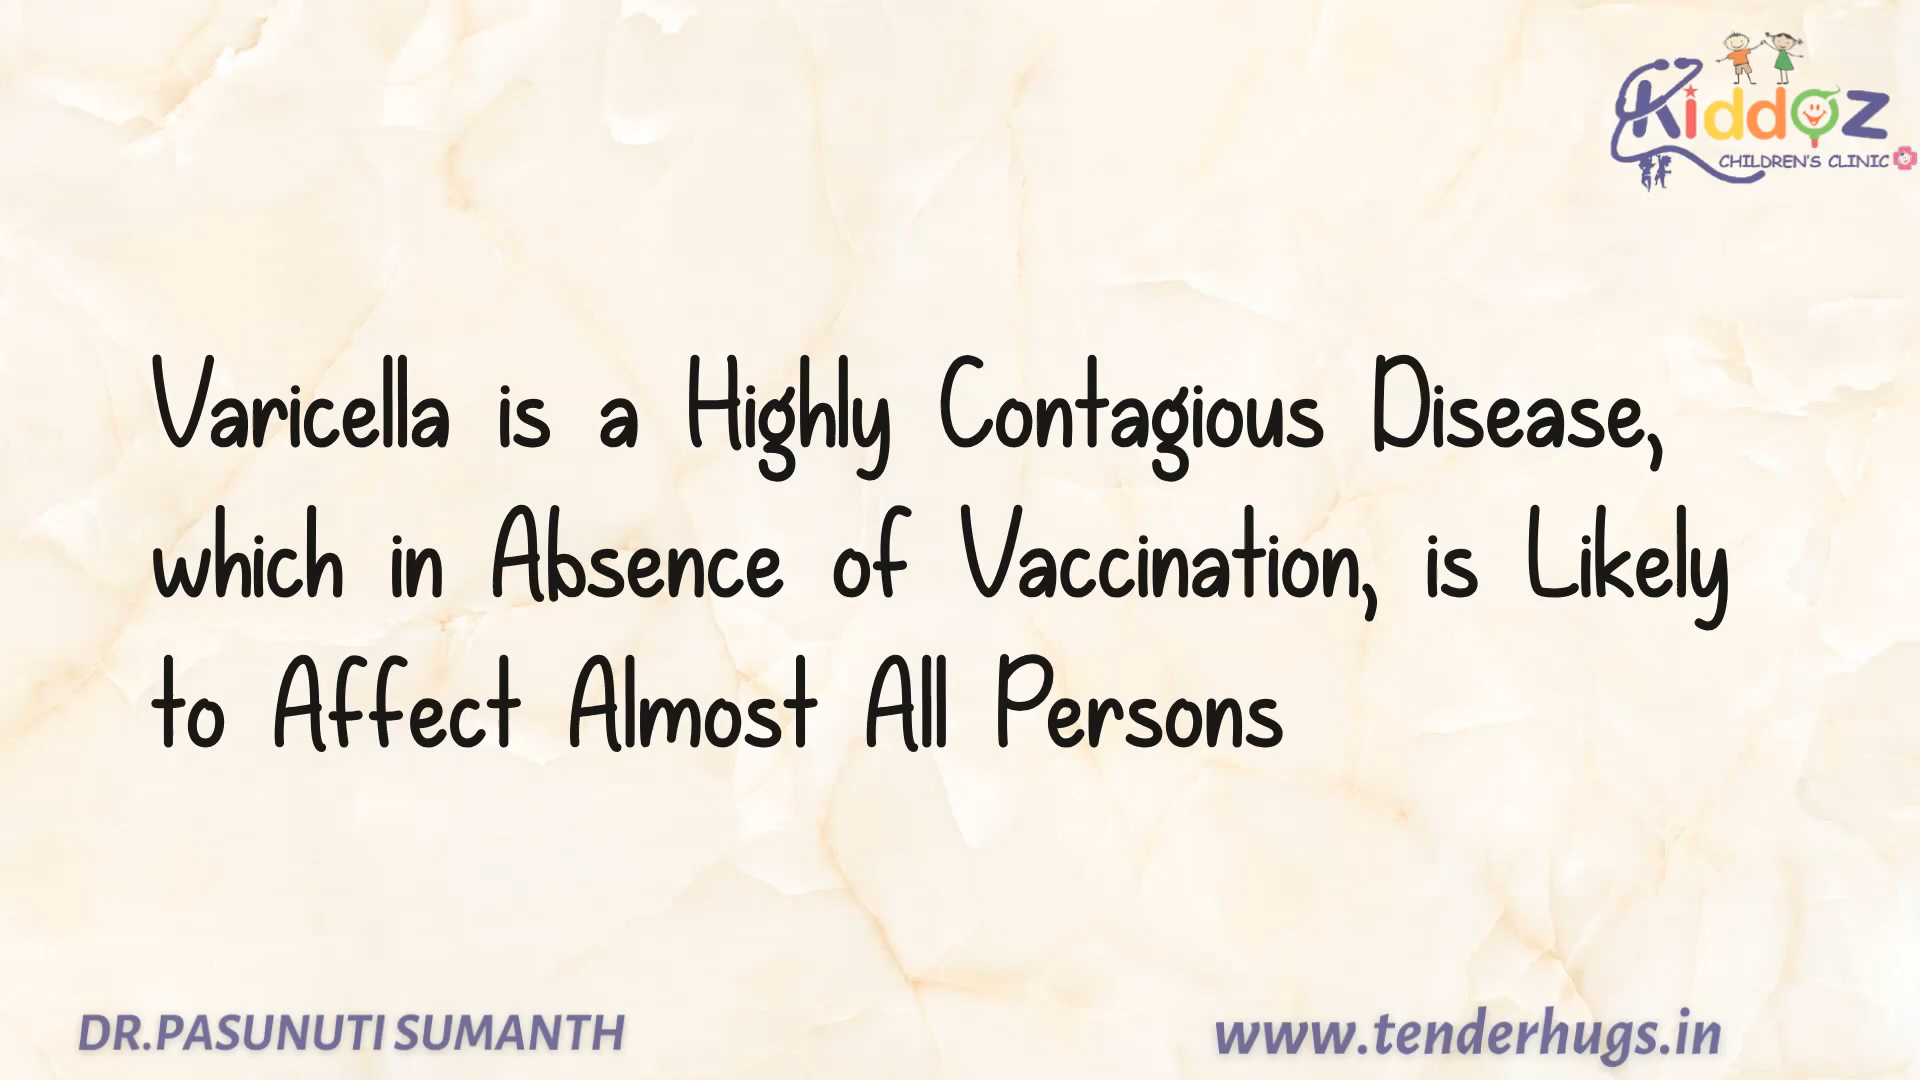 Kiddoz
CHILDREN'S CLINIC
Varicella is a Highly Contagious Disease,
which in Absence of Vaccination, is Likely
to Affect Almost All Persons
DR.PASUNUTI SUMANTH
www.tenderhugs.in